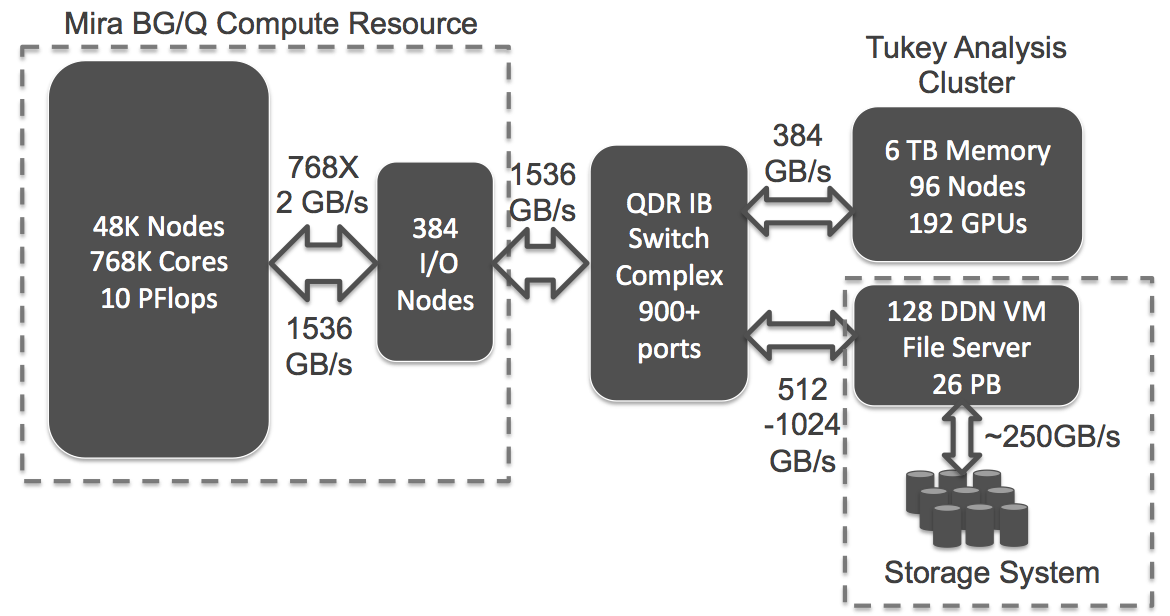 Mira BG/Q Compute Resource
48K Nodes
768K Cores
10 PFlops
768X
2 GB/s
1536
GB/s
384
I/O
Nodes
1536
GB/s
QDR IB
Switch
Complex
900+
ports
384
GB/s
Tukey Analysis
Cluster
6 TB Memory
96 Nodes
192 GPUs
512
-1024
GB/s
128 DDN VM
File Server
26 PB
~250GB/s
Storage System